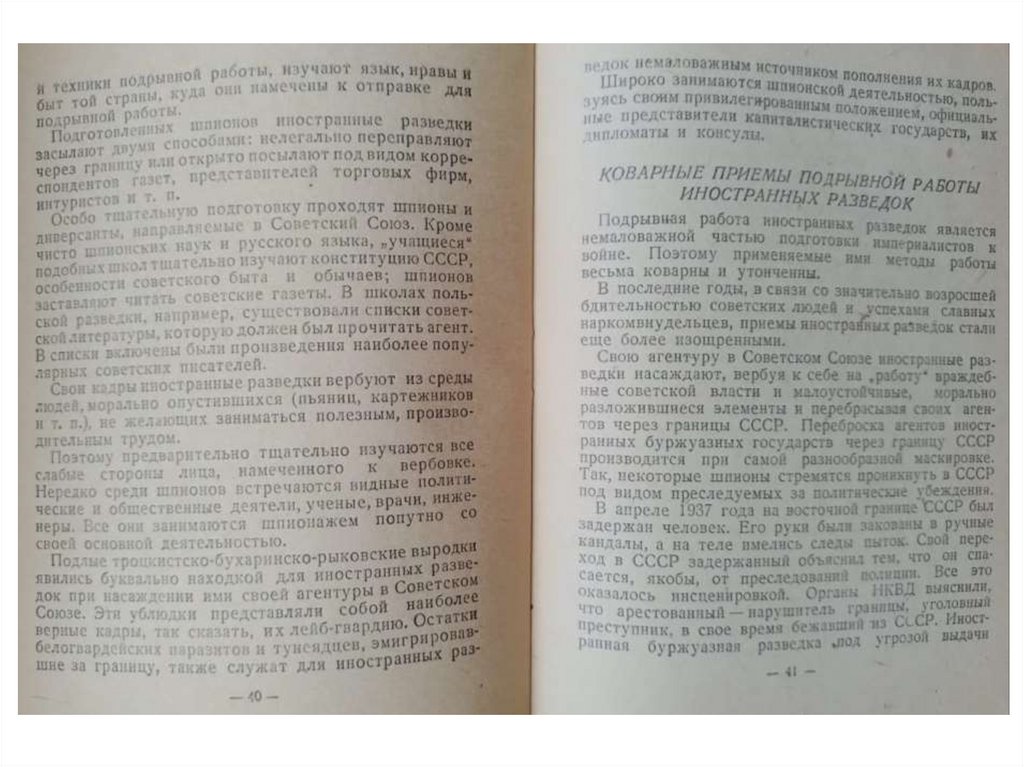 и техники подрывной работы, изучают язык, нравы и
быт той страны, куда они намечены к отправке для
подрывной работы.
Подготовленных шпионов иностранные разведки
засылают двумя способами: нелегально переправляют
через границу или открыто посылают под видом корре-
спондентов газет, представителей торговых фирм,
интуристов и т. п.
Особо тщательную подготовку проходят шпионы и
диверсанты, направляемые в Советский Союз. Кроме
чисто шпионских наук и русского языка, „учащиеся“
подобных школ тщательно изучают конституцию СССР,
особенности советского быта и обычаев; шпионов
заставляют читать советские газеты. В школах поль-
ской разведки, например, существовали списки совет-
ской литературы, которую должен был прочитать агент.
В списки включены были произведения наиболее попу-
лярных советских писателей.
Свои кадры иностранные разведки вербуют из среды
людей, морально опустившихся (пьяниц, картежников
и т. п.), не желающих заниматься полезным, произво-
дительным трудом.
Поэтому предварительно тщательно изучаются все
слабые стороны лица, намеченного к вербовке.
Нередко среди шпионов встречаются видные полити-
ческие и общественные деятели, ученые, врачи, инже-
неры. Все они занимаются шпионажем попутно со
своей основной деятельностью.
Подлые троцкистско-бухаринско-рыковские выродки
явились буквально находкой для иностранных разве-
док при насаждении ими своей агентуры в Советском
Союзе. Эти ублюдки представляли собой наиболее
верные кадры, так сказать, их лейб-гвардию. Остатки
белогвардейских паразитов и тунеядцев, эмигрировав-
шие за границу, также служат для иностранных раз-
— 40 —
ведок немаловажным источником пополнения их кадров.
Широко занимаются шпионской деятельностью, поль-
зуясь своим привилегированным положением, официаль-
ные представители капиталистических государств, их
дипломаты и консулы.
КОВАРНЫЕ ПРИЕМЫ ПОДРЫВНОЙ РАБОТЫ
ИНОСТРАННЫХ РАЗВЕДОК
Подрывная работа иностранных разведок является
немаловажной частью подготовки империалистов к
войне. Поэтому применяемые ими методы работы
весьма коварны и утонченны.
В последние годы, в связи со значительно возросшей
бдительностью советских людей и успехами славных
наркомвнудельцев, приемы иностранных разведок стали
еще более изощренными.
Свою агентуру в Советском Союзе иностранные раз-
ведки насаждают, вербуя к себе на „работу“ враждеб-
ные советской власти и малоустойчивые, морально
разложившиеся элементы и перебрасывая своих аген-
тов через границы СССР. Переброска агентов иност-
ранных буржуазных государств через границу СССР
производится при самой разнообразной маскировке.
Так, некоторые шпионы стремятся проникнуть в СССР
под видом преследуемых за политические убеждения.
В апреле 1937 года на восточной границе СССР был
задержан человек. Его руки были закованы в ручные
кандалы, а на теле имелись следы пыток. Свой пере-
ход в СССР задержанный объяснил тем, что он спа-
сается, якобы, от преследований полиции. Все это
оказалось инсценировкой. Органы НКВД выяснили,
что арестованный — нарушитель границы, уголовный
преступник, в свое время бежавший из СССР. Иност-
ранная буржуазная разведка под угрозой выдачи
— 41 —